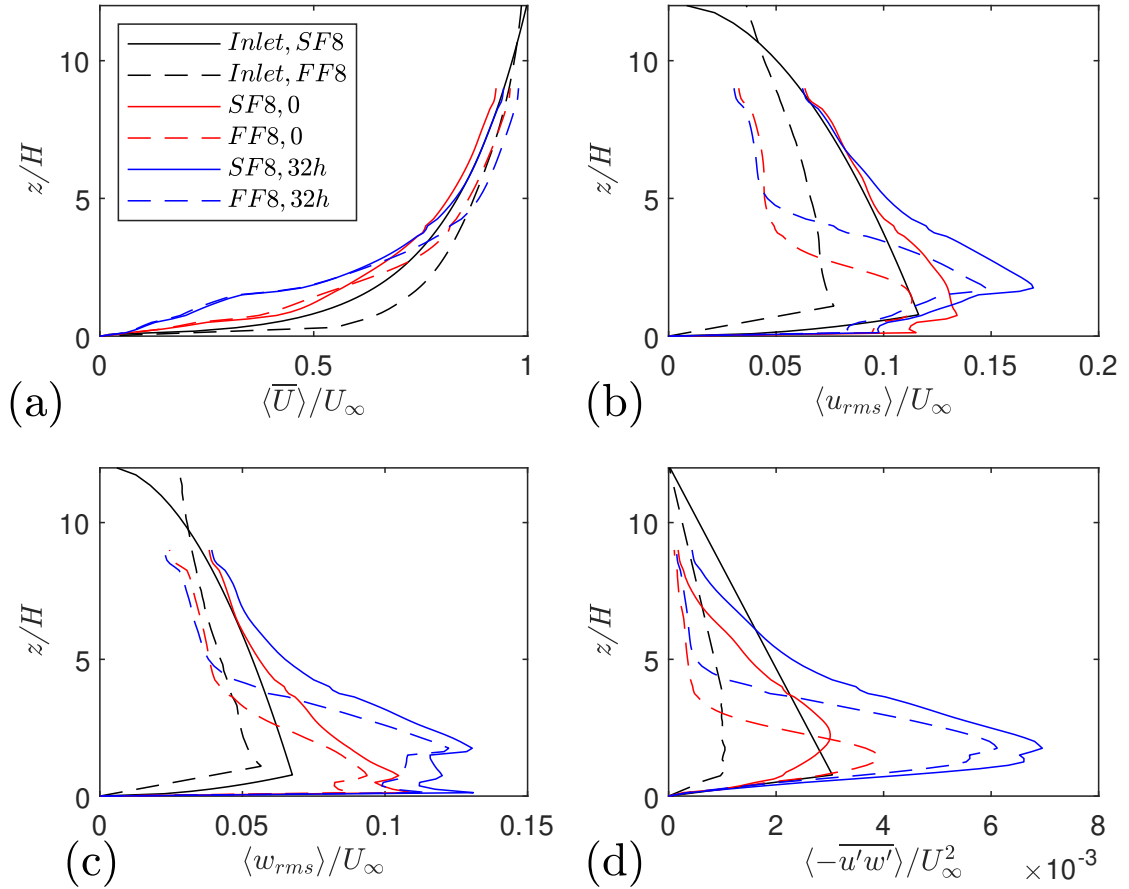 10
5
0
z/H
Inlet, SF8
Inlet, FF8
SF8, 0
FF8, 0
SF8, 32h
FF8, 32h
0 0.5 1
(a) ⟨U̅⟩/U∞
10
5
0
z/H
0 0.05 0.1 0.15 0.2
(b) ⟨u_rms⟩/U∞
10
5
0
z/H
0 0.05 0.1 0.15
(c) ⟨w_rms⟩/U∞
10
5
0
z/H
0 2 4 6 8
(d) ⟨-u'w'⟩/U²∞ × 10⁻³